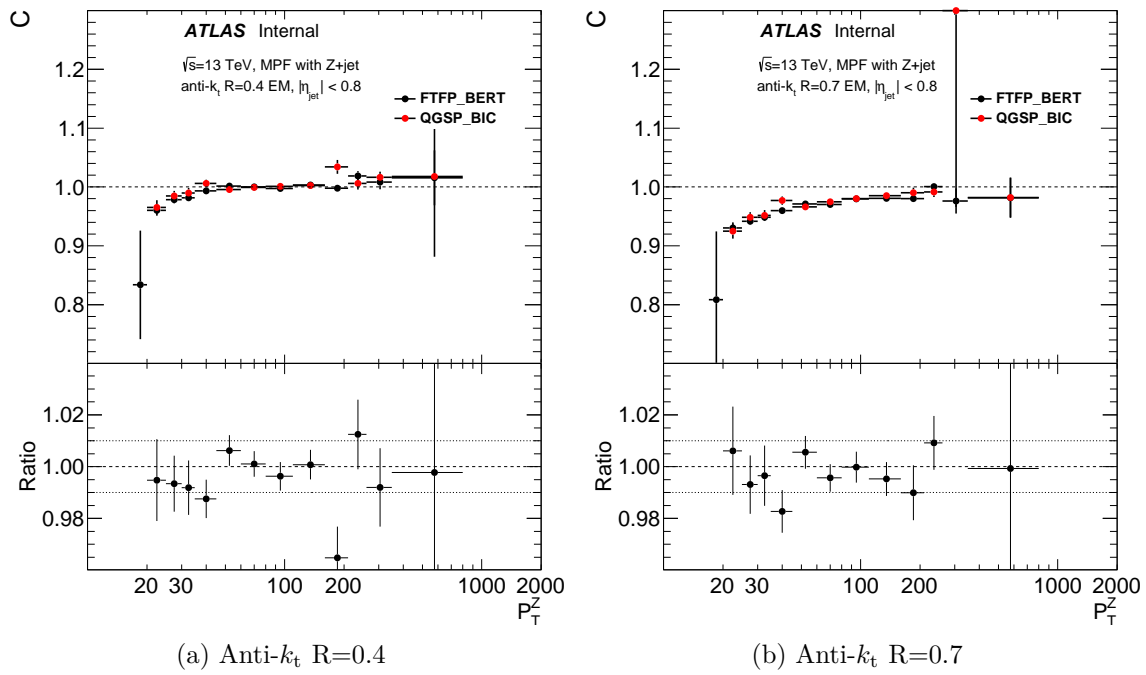 C
ATLAS Internal
√s=13 TeV, MPF with Z+jet
anti-kt R=0.4 EM, |ηjet| < 0.8
FTFP_BERT
QGSP_BIC
1.2
1.1
1.0
0.9
0.8
Ratio
1.02
1.00
0.98
20 30 100 200 1000 2000
P_T^Z
(a) Anti-kt R=0.4
C
ATLAS Internal
√s=13 TeV, MPF with Z+jet
anti-kt R=0.7 EM, |ηjet| < 0.8
FTFP_BERT
QGSP_BIC
1.2
1.1
1.0
0.9
0.8
Ratio
1.02
1.00
0.98
20 30 100 200 1000 2000
P_T^Z
(b) Anti-kt R=0.7